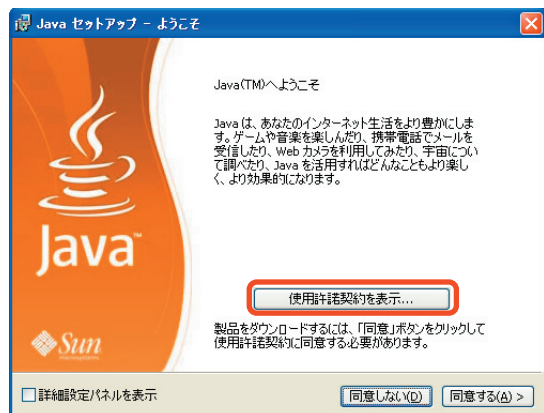 Java セットアップ - ようこそ
Java(TM)へようこそ
Java は、あなたのインターネット生活をより豊かにしま
す。ゲームや音楽を楽しんだり、携帯電話でメールを
受信したり、Web カメラを利用してみたり、宇宙につい
て調べたり、Java を活用すればどんなこともより楽し
く、より効果的になります。
Java™
使用許諾契約を表示...
製品をダウンロードするには、「同意」ボタンをクリックして
使用許諾契約に同意する必要があります。
Sun
microsystems
詳細設定パネルを表示
同意しない(D)
同意する(A) >